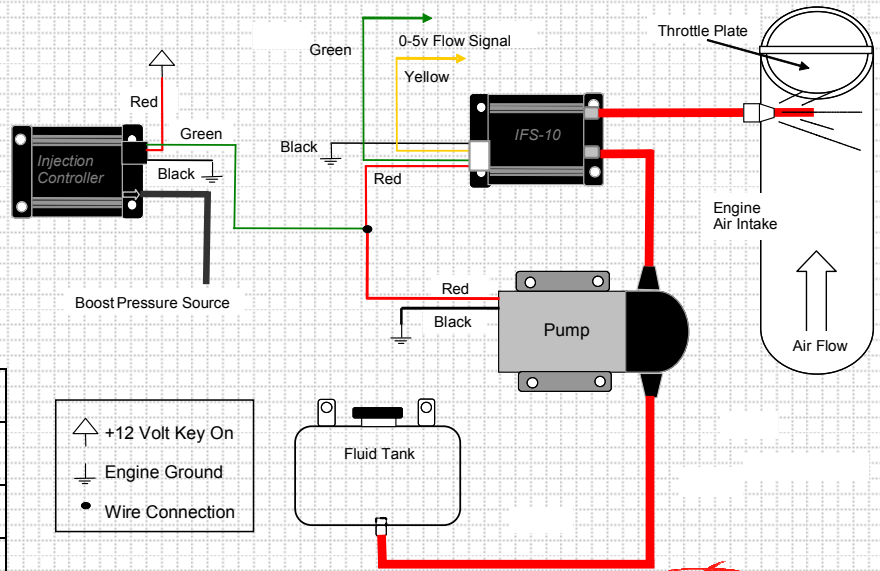 Throttle Plate
0-5v Flow Signal
Green
Yellow
Red
Green
Injection
Controller
Black
Black
IFS-10
Red
Engine
Air Intake
Boost Pressure Source
Red
Black
Pump
Air Flow
+12 Volt Key On
Engine Ground
Wire Connection
Fluid Tank